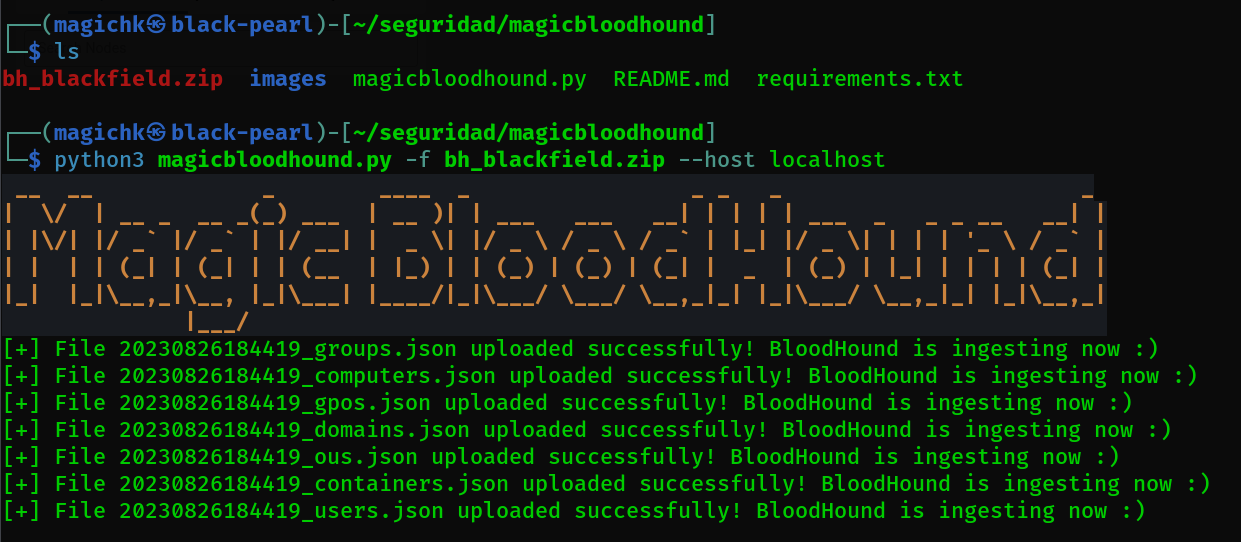 ┌──(magichk㉿black-pearl)-[~/seguridad/magicbloodhound]
└─$ ls
bh_blackfield.zip  images  magicbloodhound.py  README.md  requirements.txt
┌──(magichk㉿black-pearl)-[~/seguridad/magicbloodhound]
└─$ python3 magicbloodhound.py -f bh_blackfield.zip --host localhost
Magic BloodHound
[+] File 20230826184419_groups.json uploaded successfully! BloodHound is ingesting now :)
[+] File 20230826184419_computers.json uploaded successfully! BloodHound is ingesting now :)
[+] File 20230826184419_gpos.json uploaded successfully! BloodHound is ingesting now :)
[+] File 20230826184419_domains.json uploaded successfully! BloodHound is ingesting now :)
[+] File 20230826184419_ous.json uploaded successfully! BloodHound is ingesting now :)
[+] File 20230826184419_containers.json uploaded successfully! BloodHound is ingesting now :)
[+] File 20230826184419_users.json uploaded successfully! BloodHound is ingesting now :)